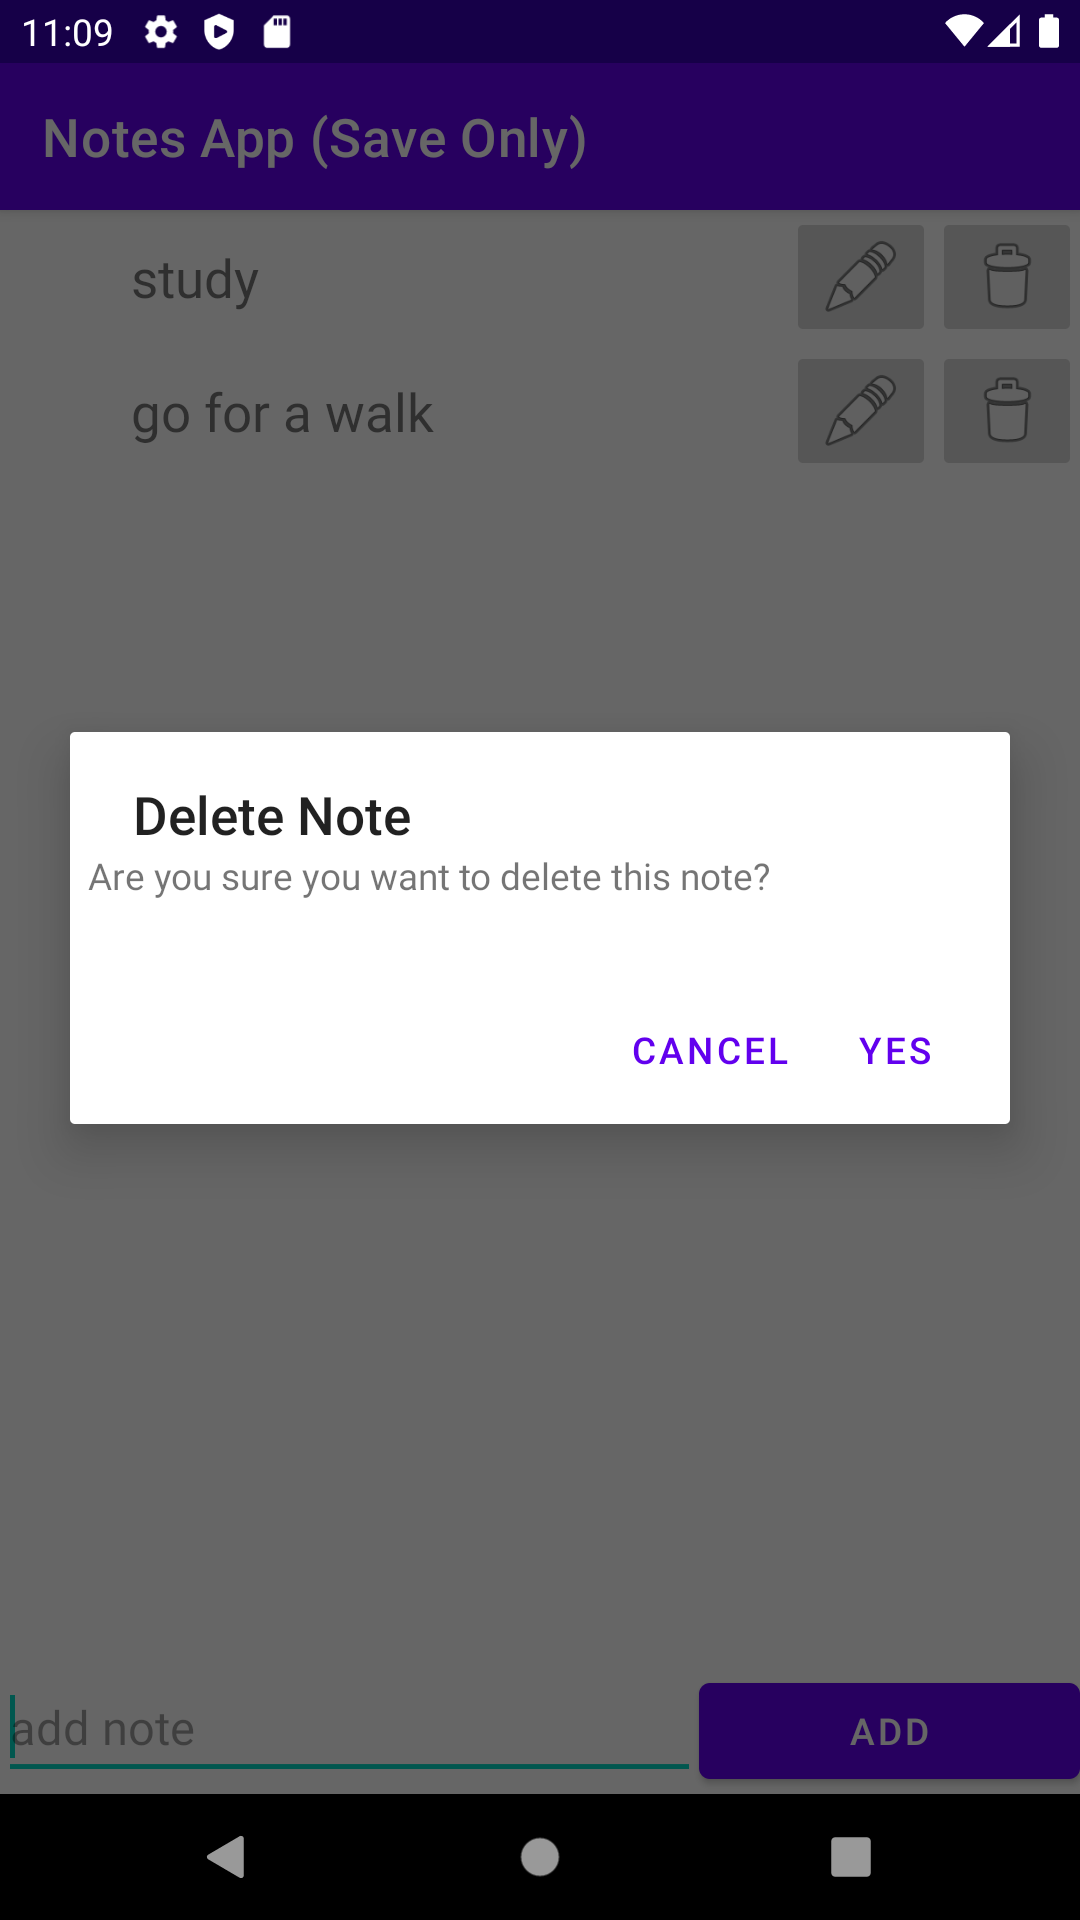 11:09
Notes App (Save Only)
study
go for a walk
Delete Note
Are you sure you want to delete this note?
CANCEL YES
add note
ADD